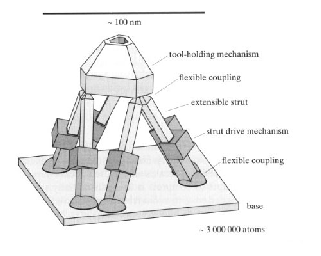 ~ 100 nm
tool-holding mechanism
flexible coupling
extensible strut
strut drive mechanism
flexible coupling
base
~ 3 000 000 atoms